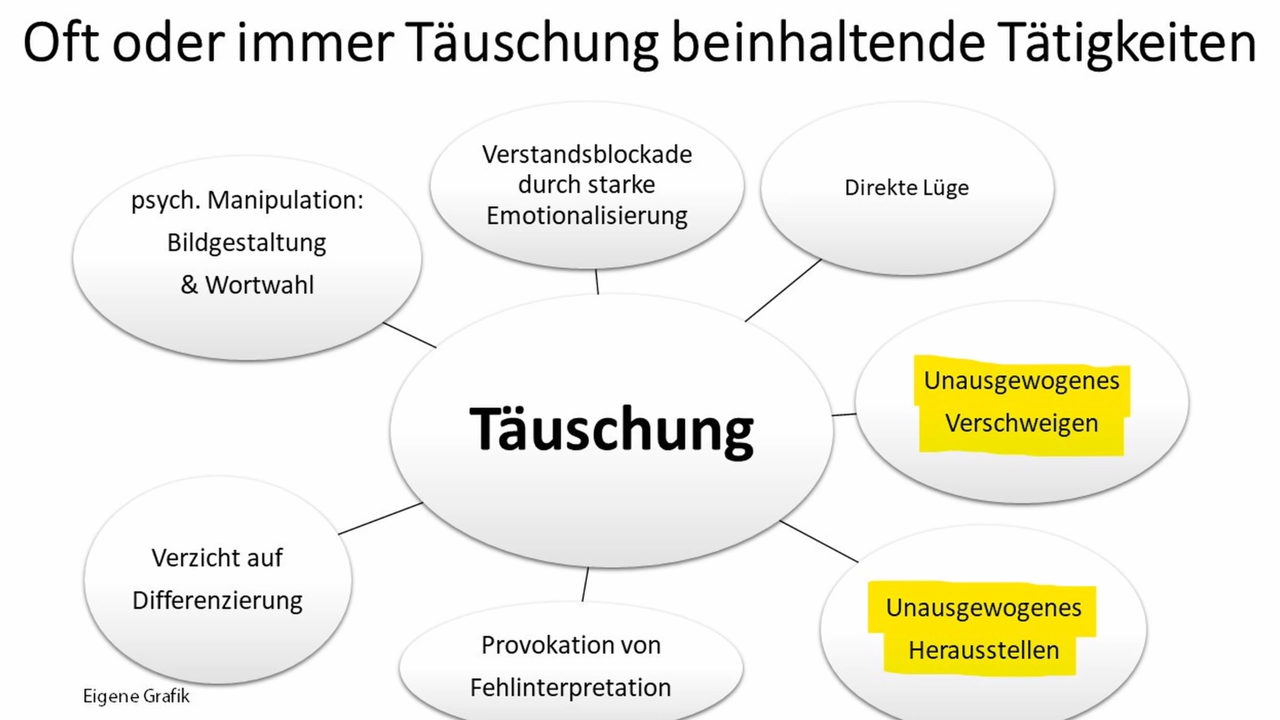 Oft oder immer Täuschung beinhaltende Tätigkeiten
psych. Manipulation:
Bildgestaltung
& Wortwahl
Verstandsblockade
durch starke
Emotionalisierung
Direkte Lüge
Unausgewogenes
Verschweigen
Täuschung
Verzicht auf
Differenzierung
Provokation von
Fehlinterpretation
Unausgewogenes
Herausstellen
Eigene Grafik